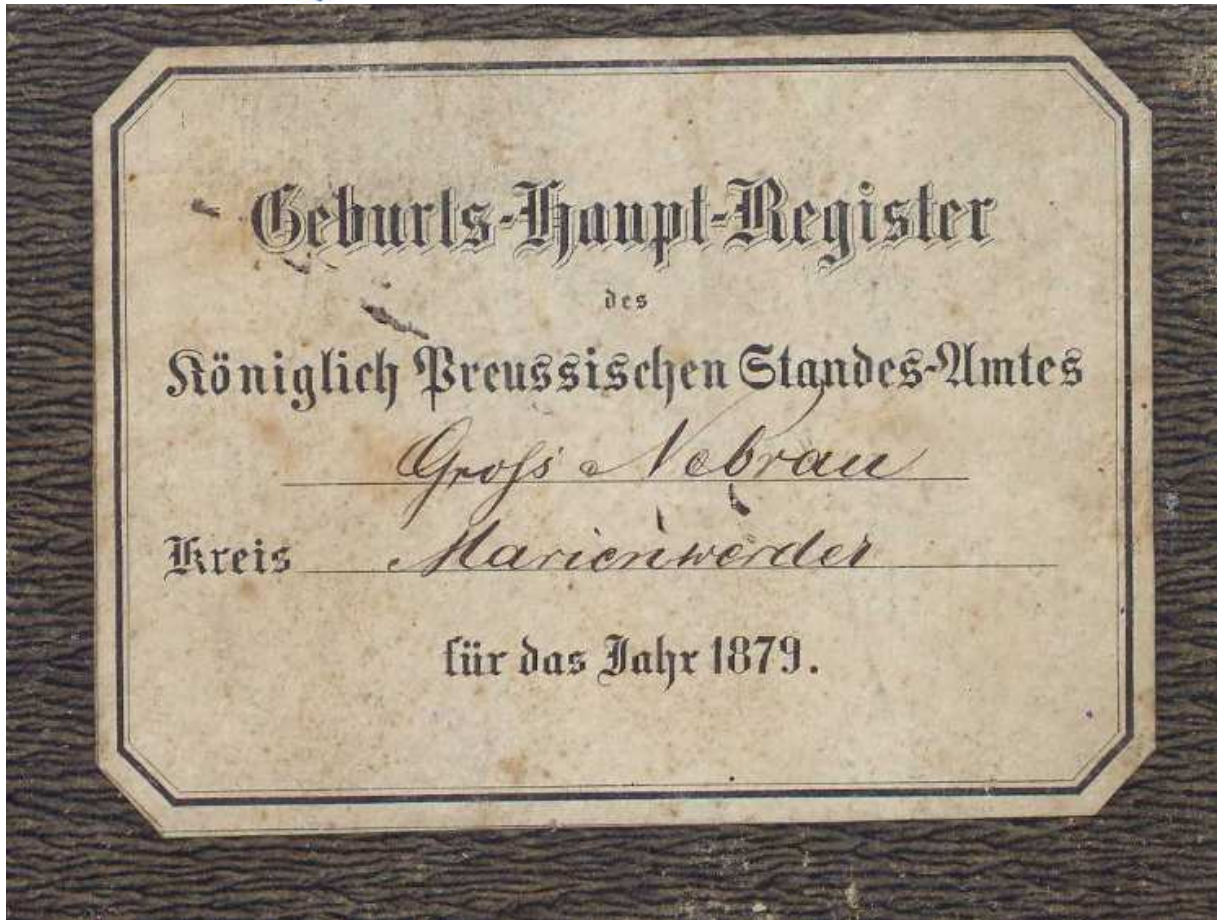 Geburts-Haupt-Register
des
Königlich Preussischen Standes-Amtes
Gross Nebrau
Kreis Marienwerder
für das Jahr 1879.